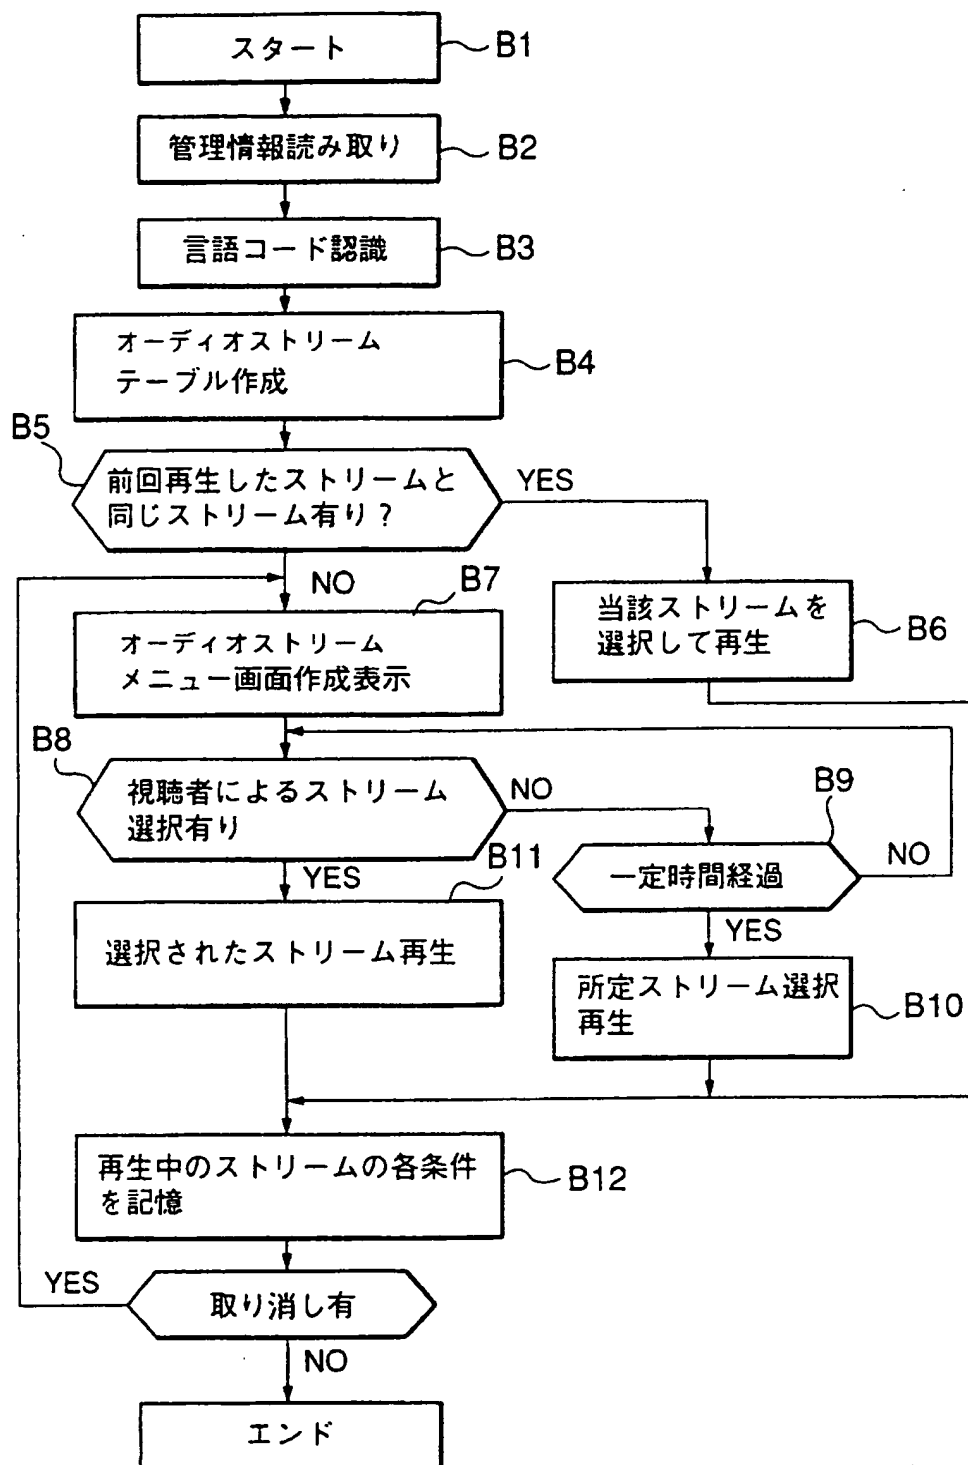 スタート
B1
管理情報読み取り
B2
言語コード認識
B3
オーディオストリーム
テーブル作成
B4
B5
前回再生したストリームと
同じストリーム有り?
YES
NO
当該ストリームを
選択して再生
B6
B7
オーディオストリーム
メニュー画面作成表示
B8
視聴者によるストリーム
選択有り
NO
YES
B9
一定時間経過
NO
YES
所定ストリーム選択
再生
B10
B11
選択されたストリーム再生
再生中のストリームの各条件
を記憶
B12
取り消し有
YES
NO
エンド